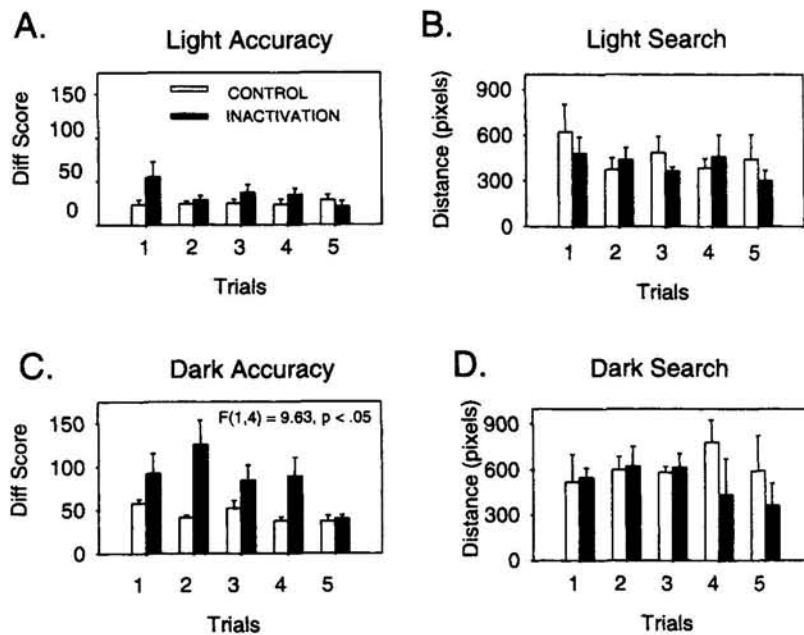 A.
Light Accuracy
Diff Score
150
100
50
0
CONTROL
INACTIVATION
1 2 3 4 5
Trials
B.
Light Search
Distance (pixels)
900
600
300
0
1 2 3 4 5
Trials
C.
Dark Accuracy
Diff Score
150
100
50
0
F(1,4) = 9.63, p < .05
1 2 3 4 5
Trials
D.
Dark Search
Distance (pixels)
900
600
300
0
1 2 3 4 5
Trials